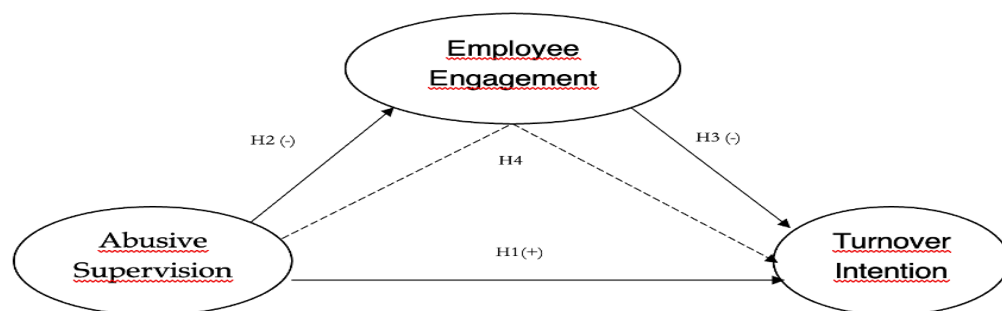 Employee
Engagement
H2 (-)
H4
H3 (-)
Abusive
Supervision
H1(+)
Turnover
Intention